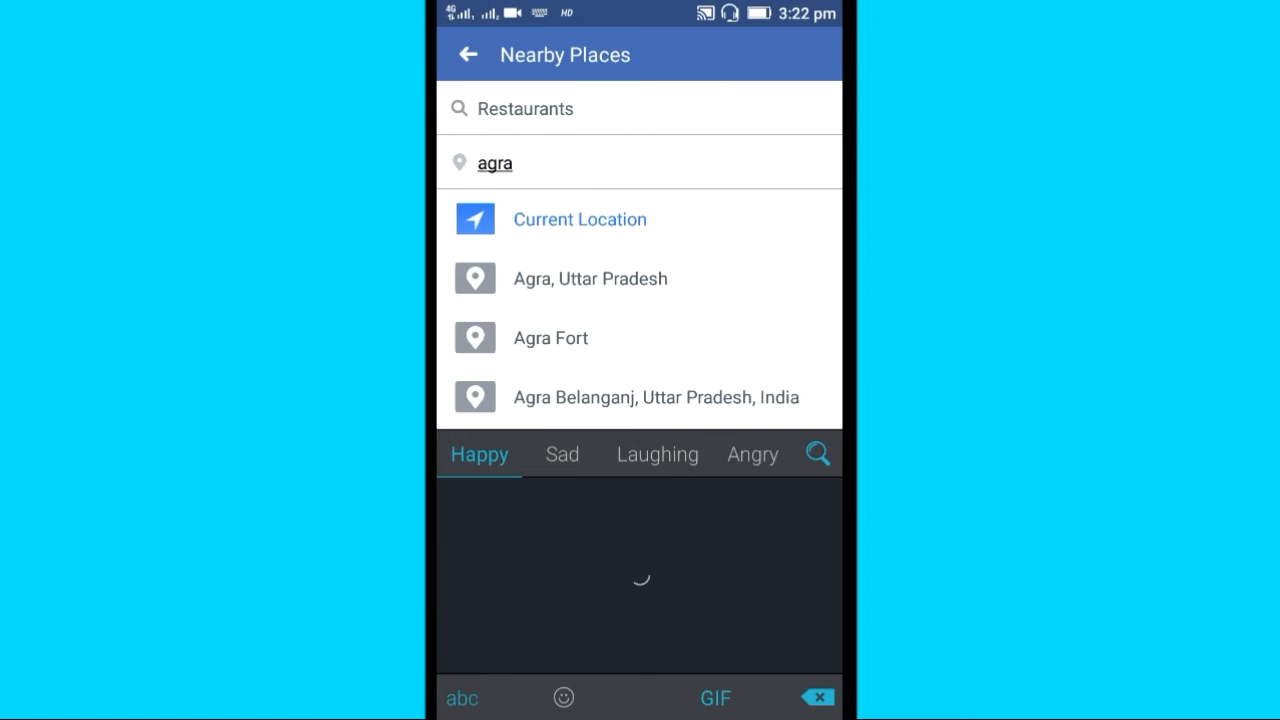 4G HD 3:22 pm
Nearby Places
Restaurants
agra
Current Location
Agra, Uttar Pradesh
Agra Fort
Agra Belanganj, Uttar Pradesh, India
Happy Sad Laughing Angry
abc GIF